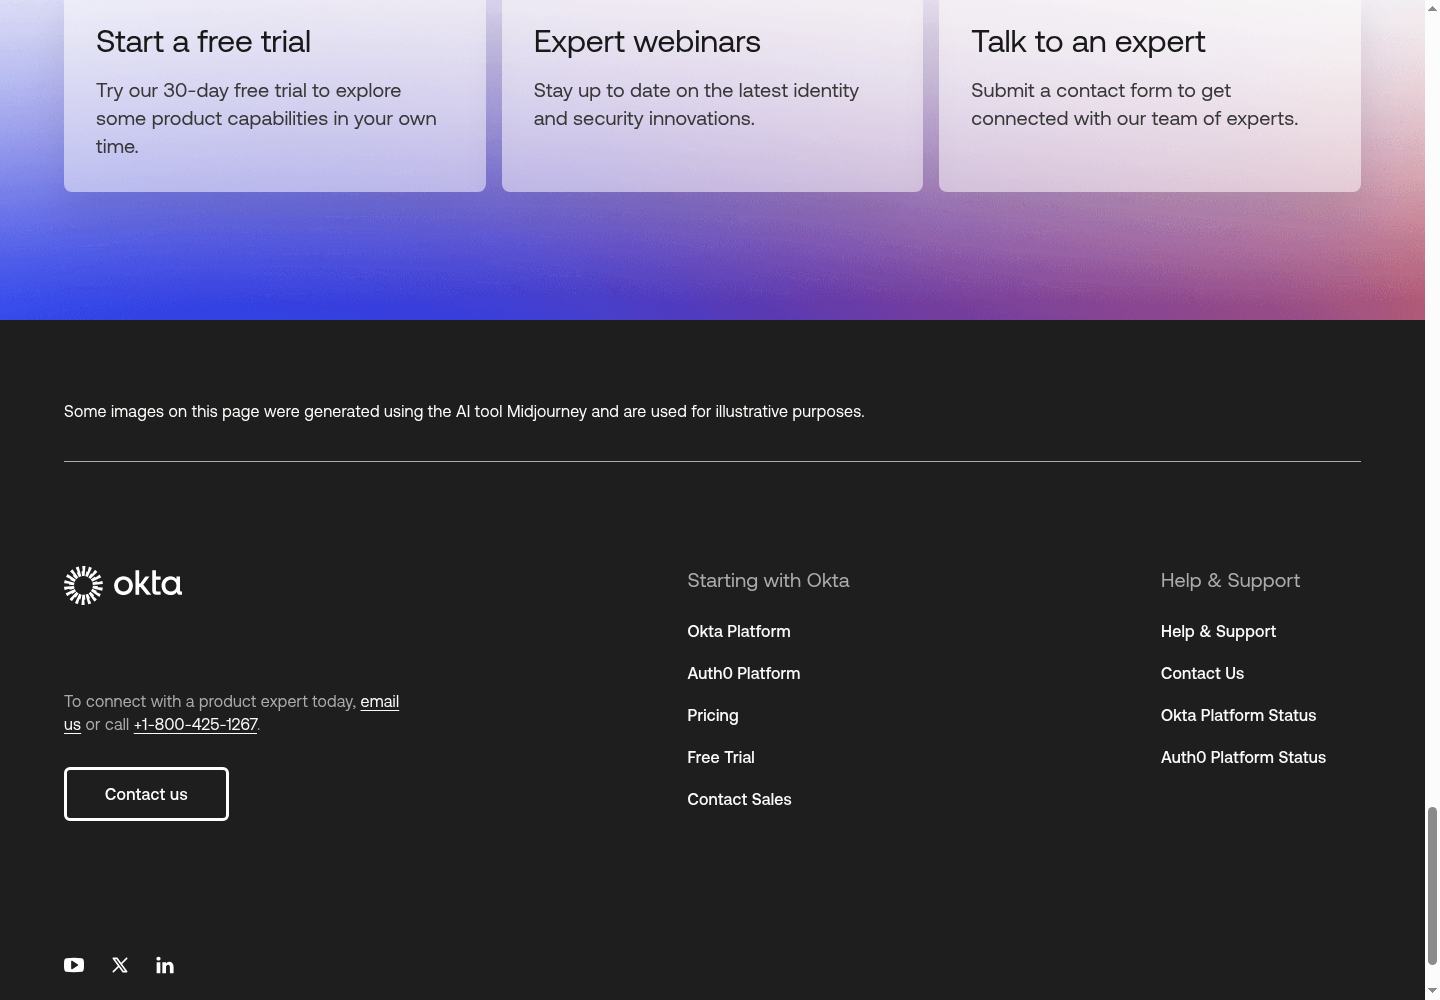 Start a free trial
Try our 30-day free trial to explore
some product capabilities in your own
time.
Expert webinars
Stay up to date on the latest identity
and security innovations.
Talk to an expert
Submit a contact form to get
connected with our team of experts.
Some images on this page were generated using the AI tool Midjourney and are used for illustrative purposes.
okta
To connect with a product expert today, email
us or call +1-800-425-1267.
Contact us
Starting with Okta
Okta Platform
Auth0 Platform
Pricing
Free Trial
Contact Sales
Help & Support
Help & Support
Contact Us
Okta Platform Status
Auth0 Platform Status